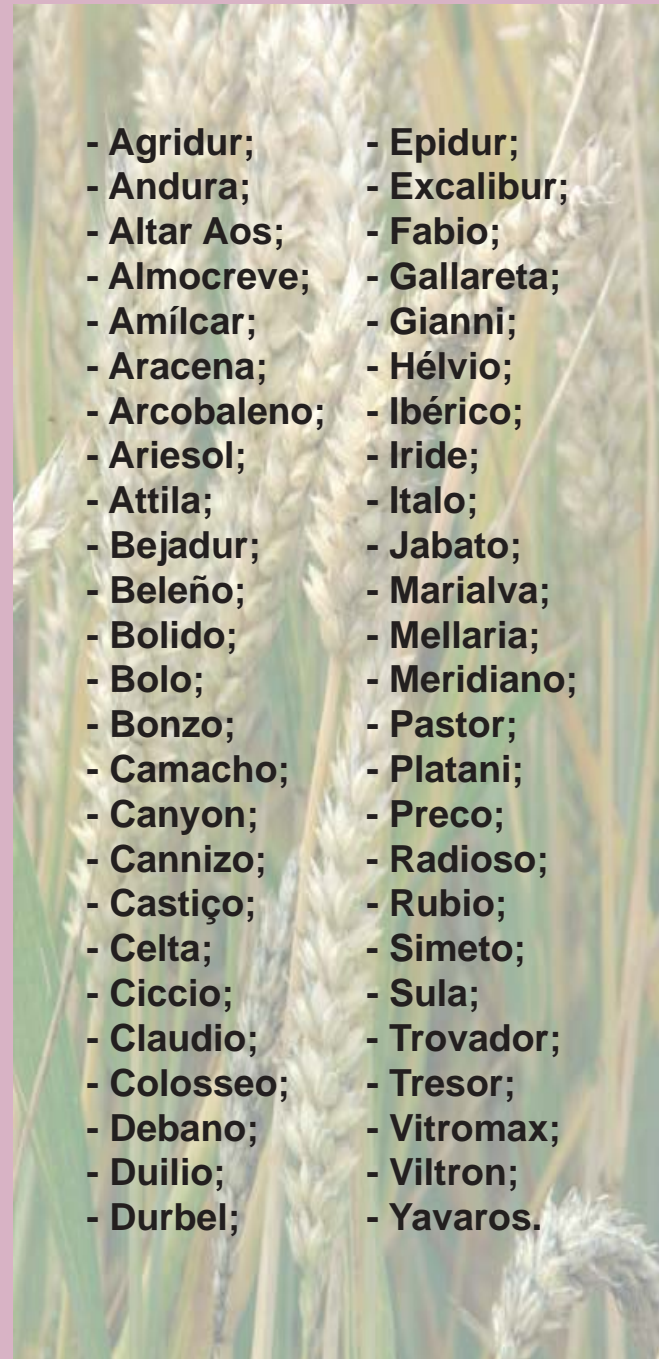 - Agridur;
- Andura;
- Altar Aos;
- Almocreve;
- Amílcar;
- Aracena;
- Arcobaleno;
- Ariesol;
- Attila;
- Bejadur;
- Beleño;
- Bolido;
- Bolo;
- Bonzo;
- Camacho;
- Canyon;
- Cannizo;
- Castiço;
- Celta;
- Ciccio;
- Claudio;
- Colosseo;
- Debano;
- Duilio;
- Durbel;
- Epidur;
- Excalibur;
- Fabio;
- Gallareta;
- Gianni;
- Hélvio;
- Ibérico;
- Iride;
- Italo;
- Jabato;
- Marialva;
- Mellaria;
- Meridiano;
- Pastor;
- Platani;
- Preco;
- Radioso;
- Rubio;
- Simeto;
- Sula;
- Trovador;
- Tresor;
- Vitromax;
- Viltron;
- Yavaros.